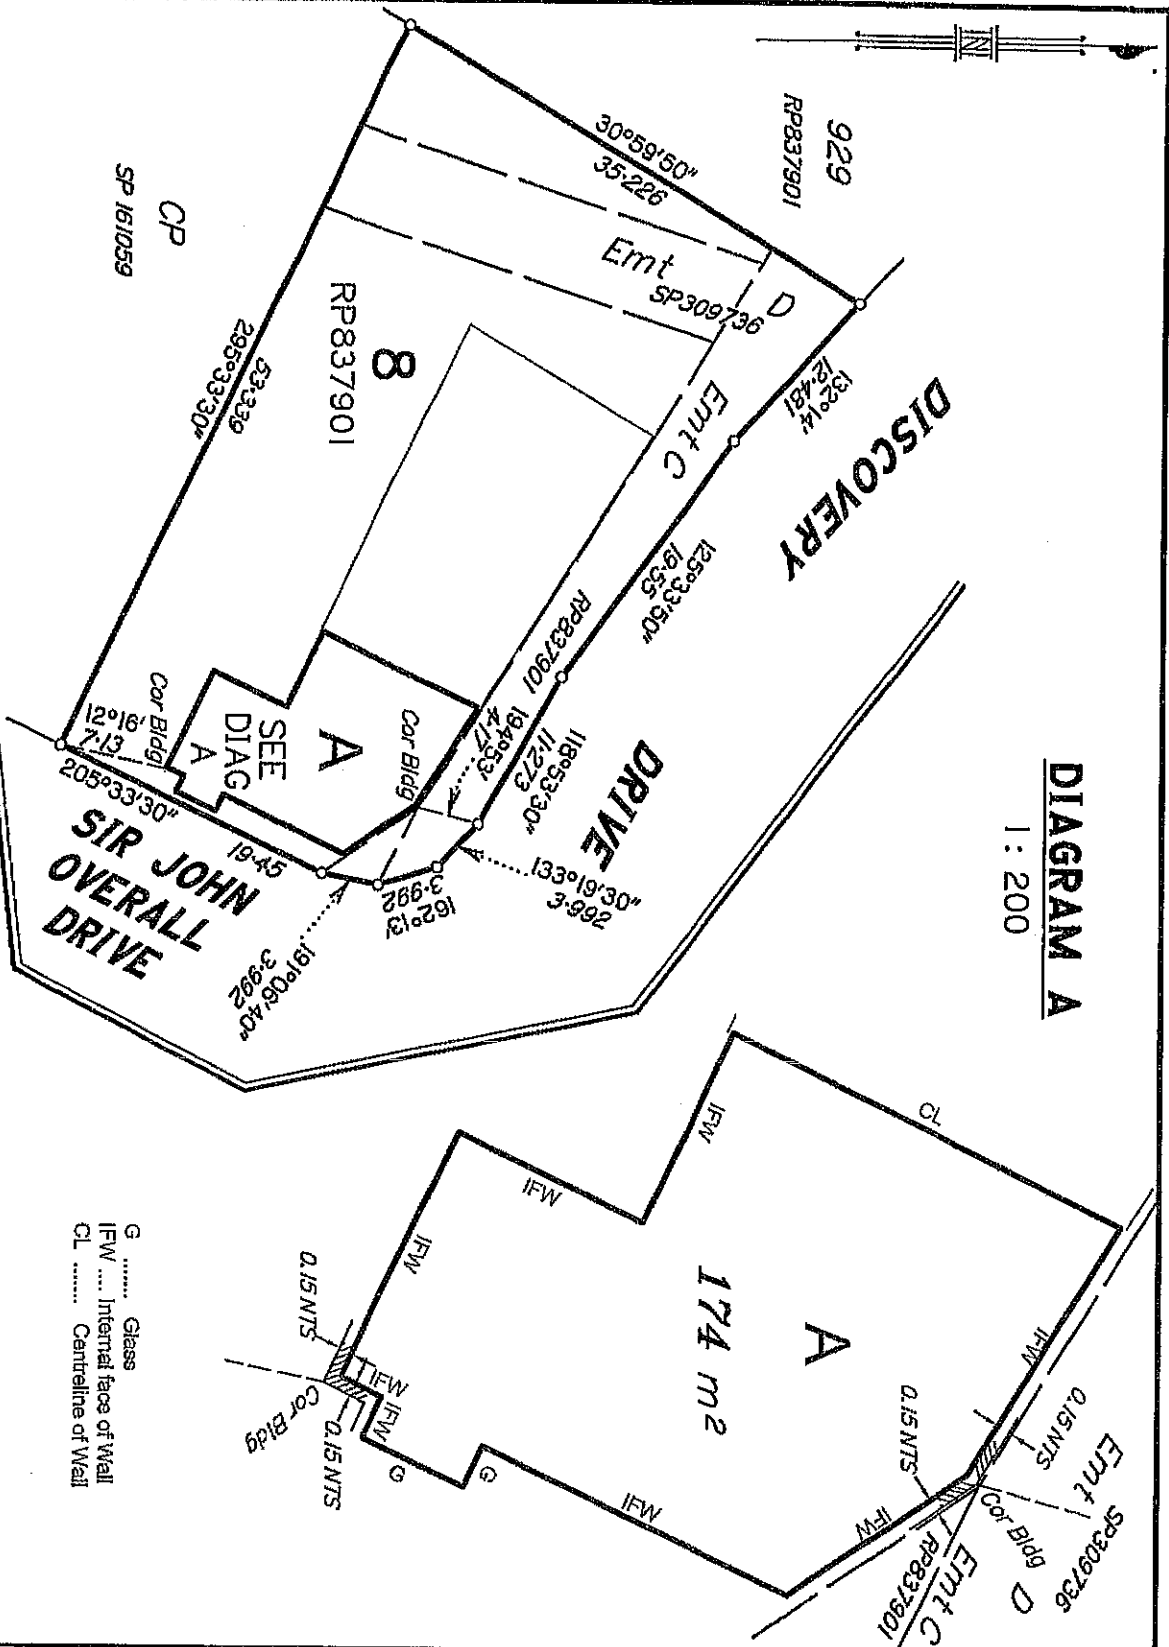 N
929
RP837901
30°59'50"
35·226
Emt
SP309736
D
CP
SP 161059
8
RP837901
295°33'30"
53·339
132°14'
12·481
Emt C
RP837901
DISCOVERY
DRIVE
125°33'50"
19·55
118°53'30"
11·273
194°53'
4·17
133°19'30"
3·992
162°13'
3·992
191°06'40"
3·992
A
Cor Bldg
SEE
DIAG
A
Cor Bldg
12°16'
7·13
205°33'30"
19·45
SIR JOHN
OVERALL
DRIVE
DIAGRAM A
1 : 200
CL
IFW
IFW
IFW
IFW
A
174 m²
0.15 NTS
0.15 NTS
Emt
SP309736
D
Cor Bldg
Emt C
RP837901
IFW
IFW
G
G
IFW
IFW
0.15 NTS
0.15 NTS
Cor Bldg
G ........ Glass
IFW .... Internal face of Wall
CL ........ Centreline of Wall